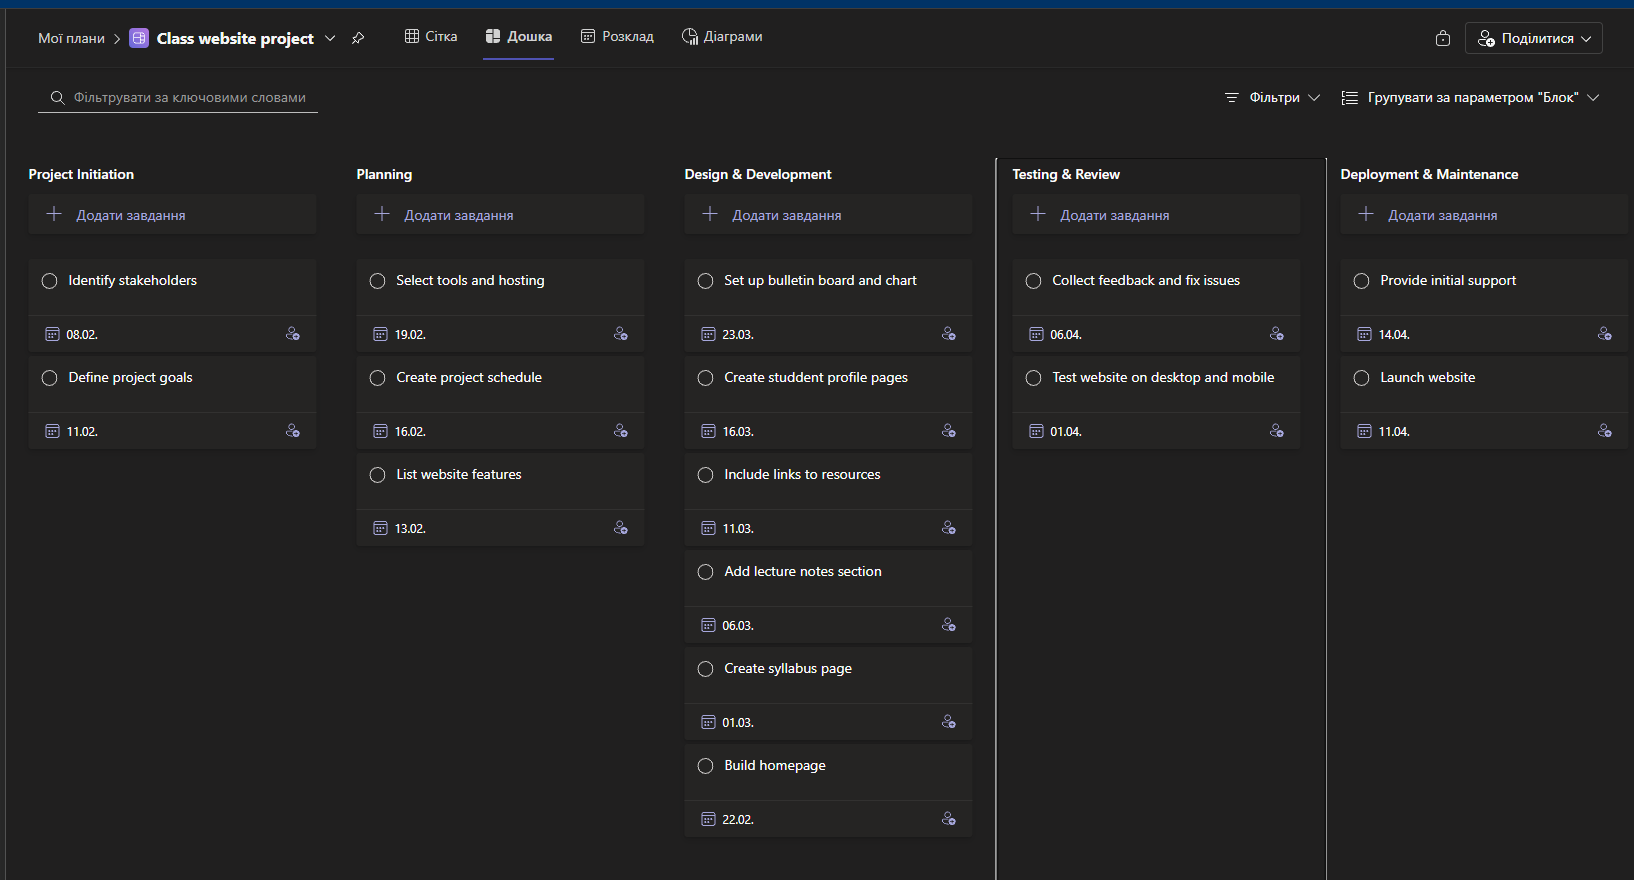 Мої плани
Class website project
Сітка
Дошка
Розклад
Діаграми
Поділитися
Фільтрувати за ключовими словами
Фільтри
Групувати за параметром "Блок"
Project Initiation
Додати завдання
Identify stakeholders
08.02.
Define project goals
11.02.
Planning
Додати завдання
Select tools and hosting
19.02.
Create project schedule
16.02.
List website features
13.02.
Design & Development
Додати завдання
Set up bulletin board and chart
23.03.
Create studdent profile pages
16.03.
Include links to resources
11.03.
Add lecture notes section
06.03.
Create syllabus page
01.03.
Build homepage
22.02.
Testing & Review
Додати завдання
Collect feedback and fix issues
06.04.
Test website on desktop and mobile
01.04.
Deployment & Maintenance
Додати завдання
Provide initial support
14.04.
Launch website
11.04.